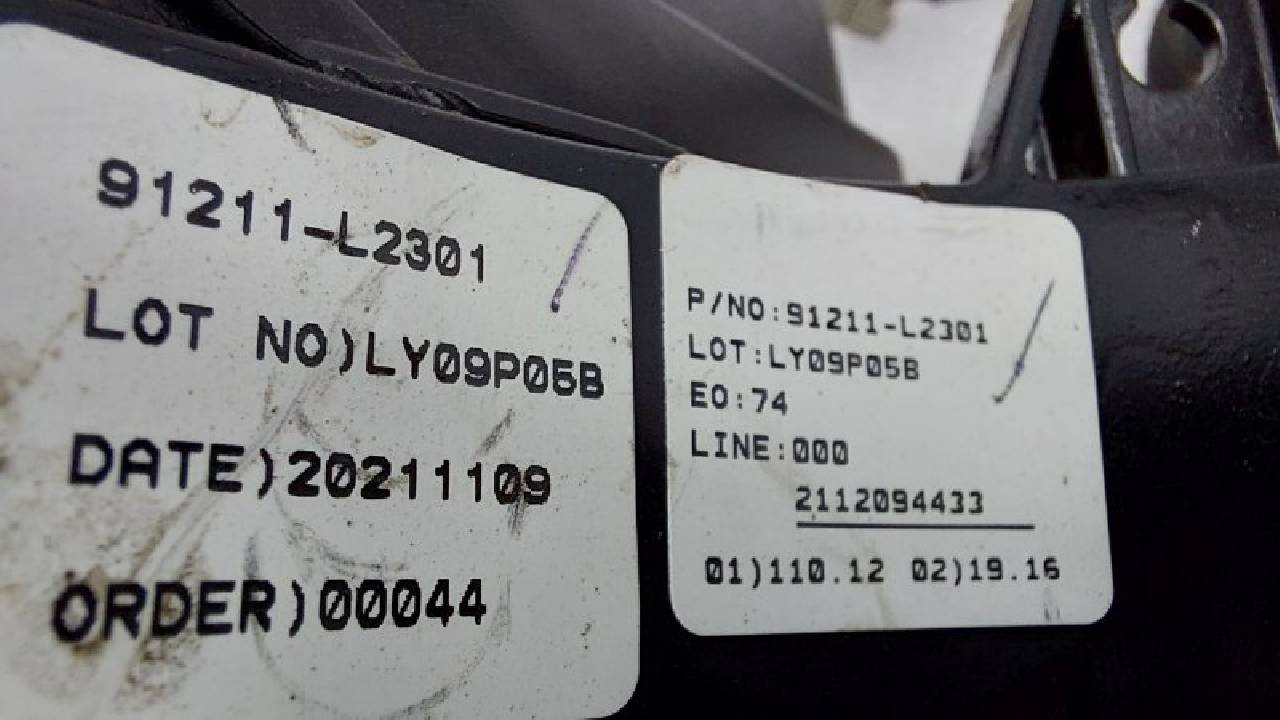 91211-L2301
LOT NO)LY09P05B
DATE)20211109
ORDER)00044
P/NO:91211-L2301
LOT:LY09P05B
EO:74
LINE:000
2112094433
01)110.12 02)19.16